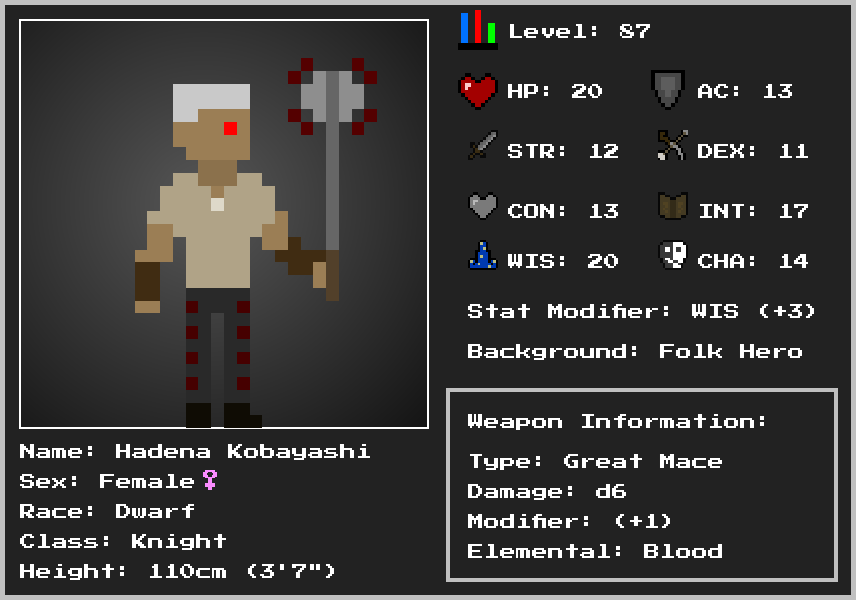 Level: 87
HP: 20 AC: 13
STR: 12 DEX: 11
CON: 13 INT: 17
WIS: 20 CHA: 14
Stat Modifier: WIS (+3)
Background: Folk Hero
Weapon Information:
Type: Great Mace
Damage: d6
Modifier: (+1)
Elemental: Blood
Name: Hadena Kobayashi
Sex: Female♀
Race: Dwarf
Class: Knight
Height: 110cm (3'7")